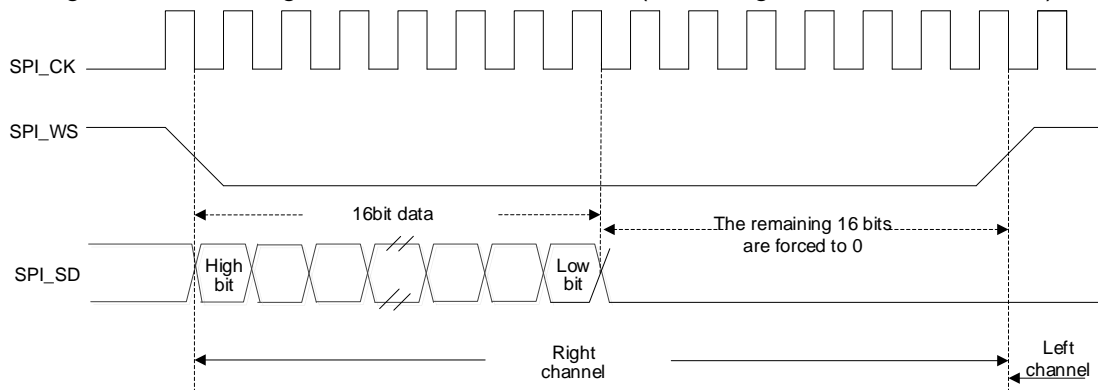 SPI_CK
SPI_WS
16bit data
The remaining 16 bits
are forced to 0
SPI_SD
High
bit
Low
bit
Right
channel
Left
channel